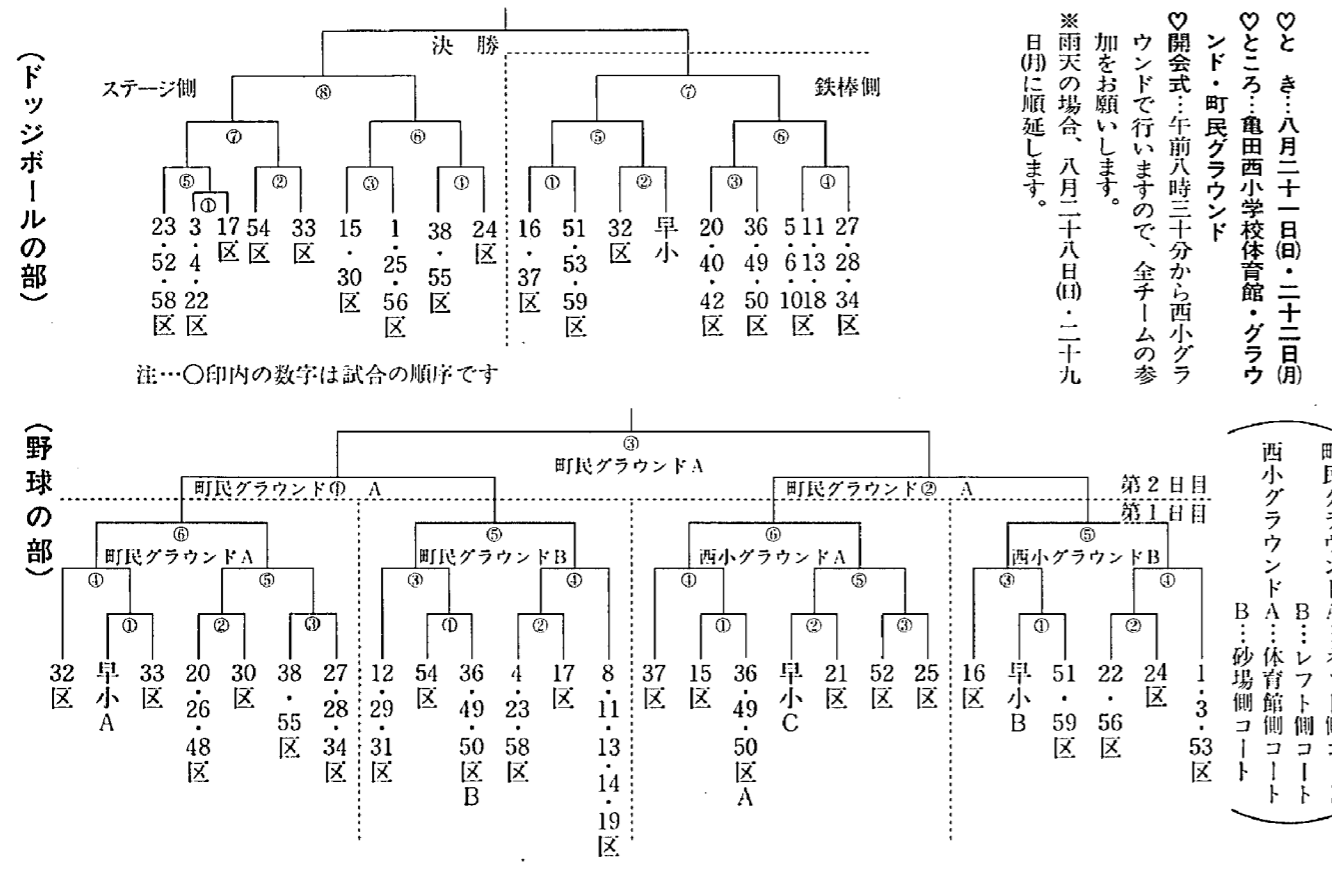 ♡と　き…八月二十一日(日)・二十二日(月)
♡ところ…亀田西小学校体育館・グラウ
ンド・町民グラウンド
♡開会式…午前八時三十分から西小グラ
ウンドで行いますので、全チームの参
加をお願いします。
※雨天の場合、八月二十八日(日)・二十九
日(月)に順延します。
（ドッジボールの部）
決　勝
ステージ側
鉄棒側
⑧
⑦
⑦
⑥
⑤
⑥
⑤
①
②
③
④
①
②
③
④
23・52・58区
3・4・22区
17区
54区
33区
15・30区
1・25・56区
38・55区
24区
16・37区
51・53・59区
32区
早小
20・40・42区
36・49・50区
5・6・10区
11・13・18区
27・28・34区
注…〇印内の数字は試合の順序です
（野球の部）
③
町民グラウンドA
町民グラウンド①　A
町民グラウンド②　A
第2日目
第1日目
⑥
町民グラウンドA
⑤
町民グラウンドB
⑥
西小グラウンドA
⑤
西小グラウンドB
④
⑤
③
④
④
⑤
③
④
①
②
③
①
②
①
②
③
①
②
32区
早小A
33区
20・26・48区
30区
38・55区
27・28・34区
12・29・31区
54区
36・49・50区B
4・23・58区
17区
8・11・13・14・19区
37区
15区
36・49・50区A
早小C
21区
52区
25区
16区
早小B
51・59区
22・56区
24区
1・3・53区
B…レフト側コート
西小グラウンド　A…体育館側コート
B…砂場側コート